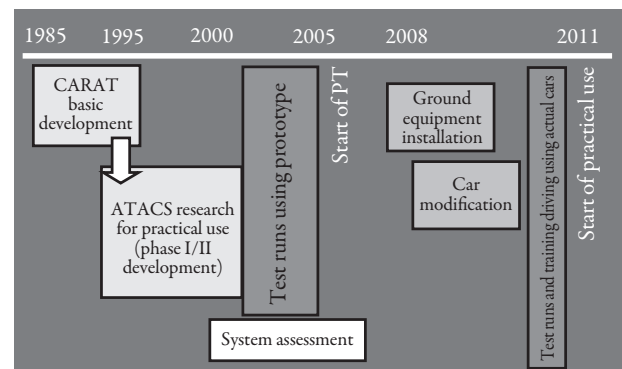 1985 1995 2000 2005 2008 2011
CARAT
basic
development
ATACS research
for practical use
(phase I/II
development)
Test runs using prototype
System assessment
Start of PT
Ground
equipment
installation
Car
modification
Test runs and training driving using actual cars
Start of practical use